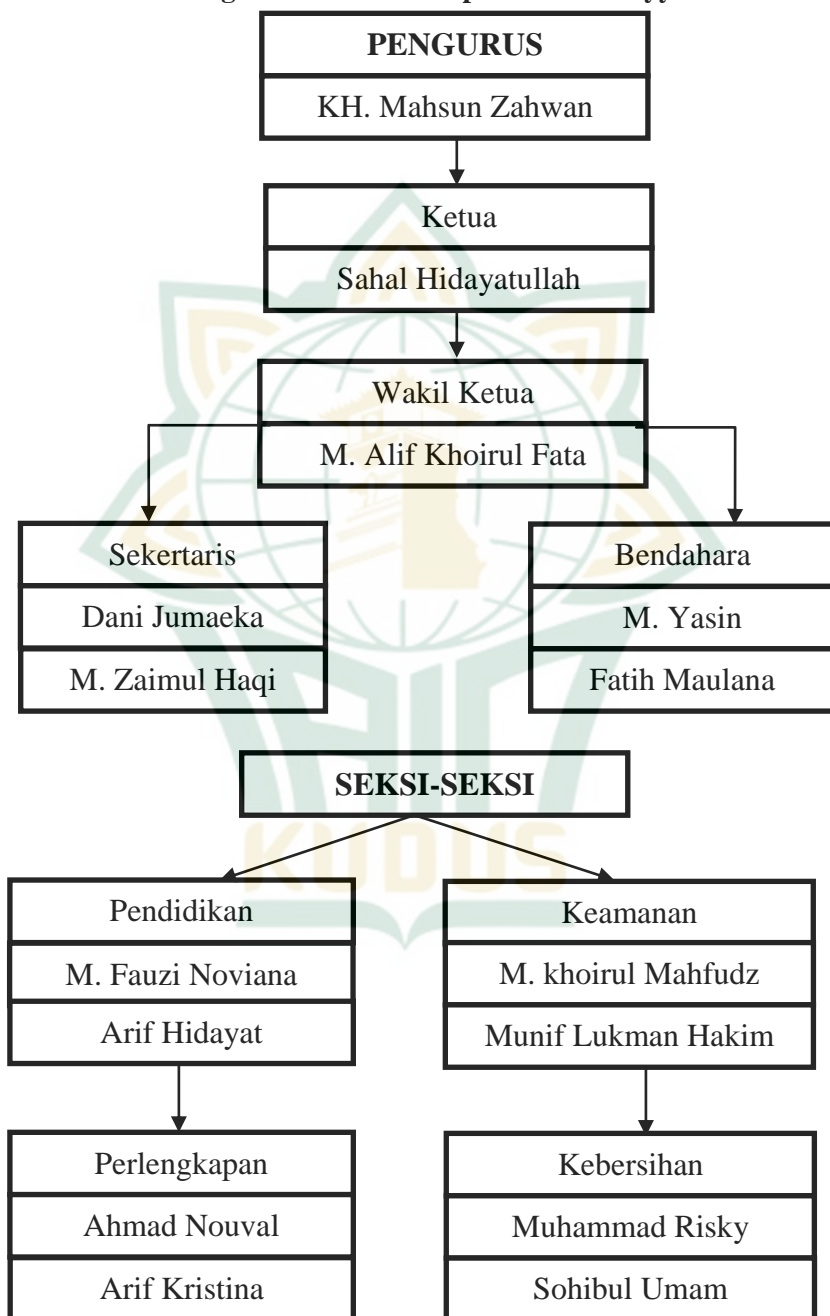 PENGURUS
KH. Mahsun Zahwan
Ketua
Sahal Hidayatullah
Wakil Ketua
M. Alif Khoirul Fata
Sekertaris
Dani Jumaeka
M. Zaimul Haqi
Bendahara
M. Yasin
Fatih Maulana
SEKSI-SEKSI
KUDUS
Pendidikan
M. Fauzi Noviana
Arif Hidayat
Keamanan
M. khoirul Mahfudz
Munif Lukman Hakim
Perlengkapan
Ahmad Nouval
Arif Kristina
Kebersihan
Muhammad Risky
Sohibul Umam